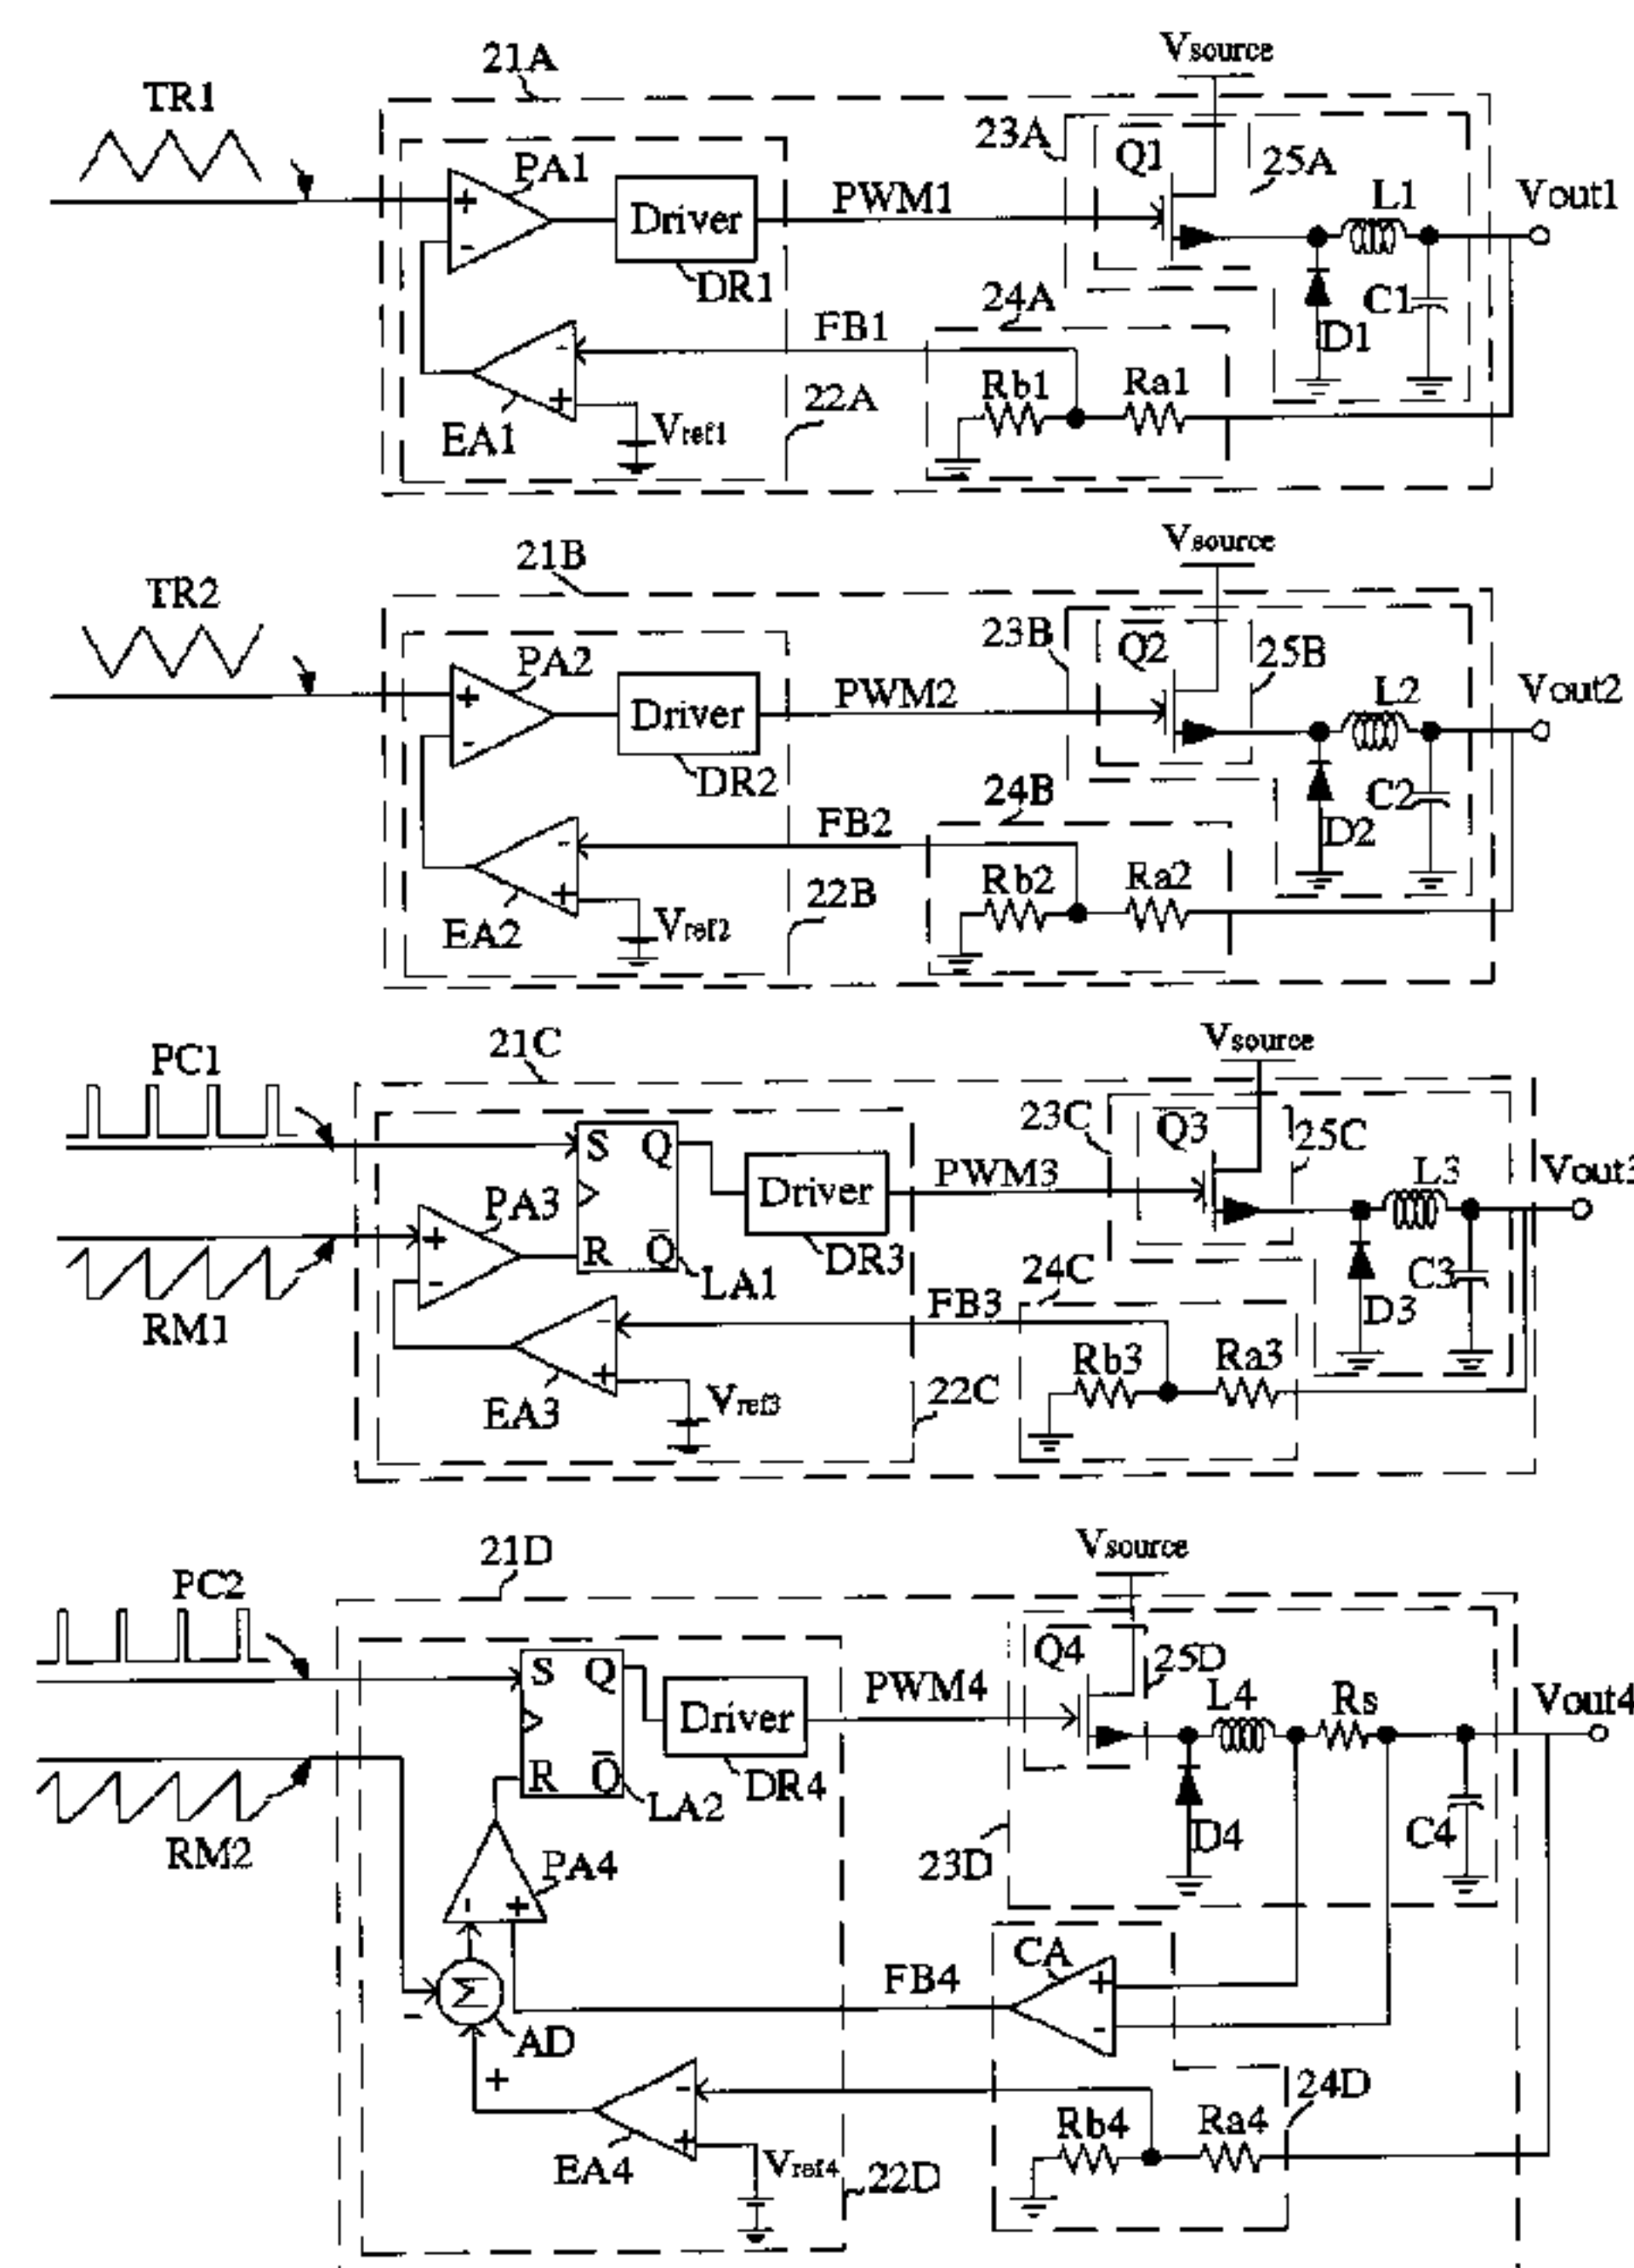 21A
Vsource
TR1
23A
Q1
25A
PA1
+
-
Driver
PWM1
L1
Vout1
DR1
24A
C1
D1
FB1
-
Rb1
Ra1
22A
+
EA1
Vref1
21B
Vsource
TR2
23B
Q2
25B
PA2
+
-
Driver
PWM2
L2
Vout2
DR2
24B
C2
D2
FB2
-
Rb2
Ra2
22B
+
EA2
Vref2
21C
Vsource
PC1
23C
Q3
25C
S Q
PWM3
L3
Vout3
PA3
Driver
+
-
R Q̅
DR3
24C
C3
LA1
D3
RM1
FB3
-
Rb3
Ra3
+
EA3
Vref3
22C
21D
Vsource
PC2
Q4
25D
S Q
PWM4
L4
Rs
Vout4
Driver
R Q̅
DR4
LA2
D4
C4
RM2
PA4
23D
- +
CA
FB4
+
-
Σ
-
AD
+
-
24D
Rb4
Ra4
+
EA4
Vref4
22D